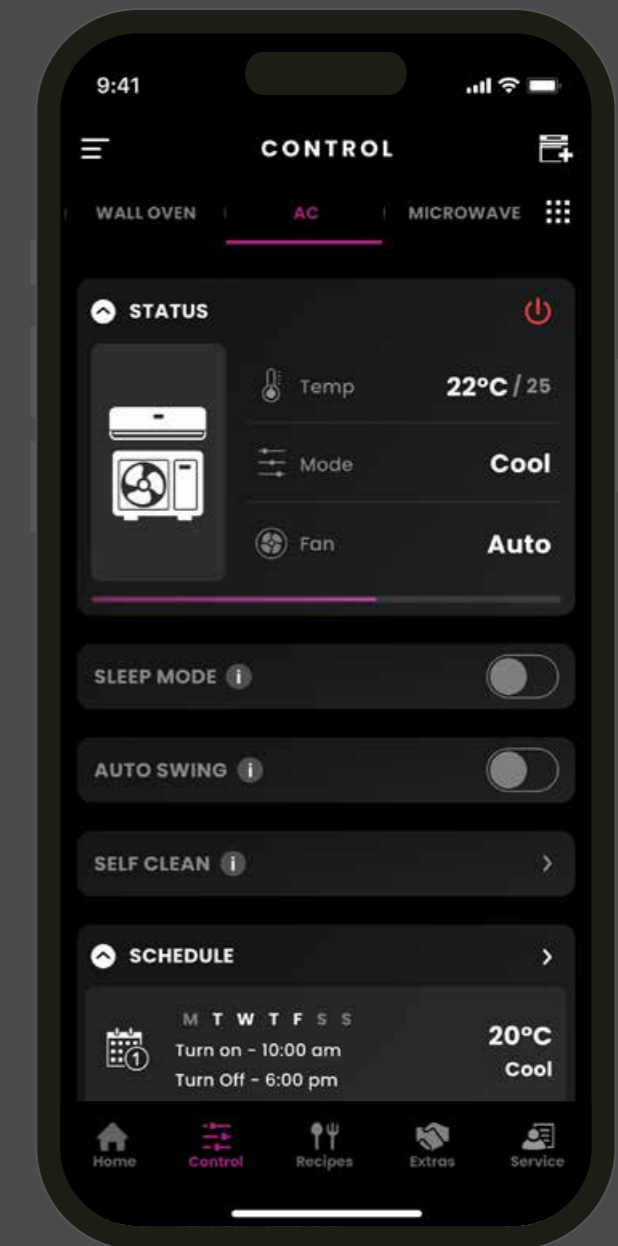 9:41
CONTROL
WALL OVEN AC MICROWAVE
STATUS
Temp 22°C / 25
Mode Cool
Fan Auto
SLEEP MODE i
AUTO SWING i
SELF CLEAN i
SCHEDULE
M T W T F S S
1
Turn on - 10:00 am
Turn Off - 6:00 pm
20°C
Cool
Home Control Recipes Extras Service